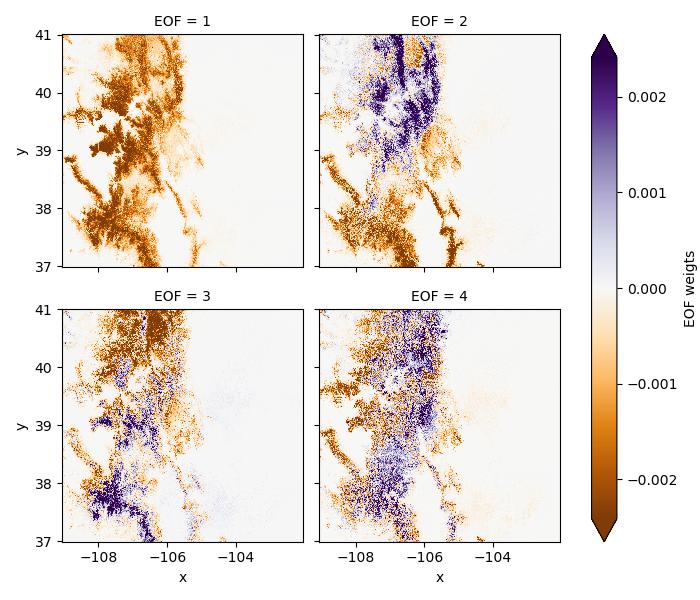 EOF = 1
EOF = 2
41
40
39
38
37
y
EOF = 3
EOF = 4
41
40
39
38
37
y
−108
−106
−104
x
−108
−106
−104
x
0.002
0.001
0.000
−0.001
−0.002
EOF weigts